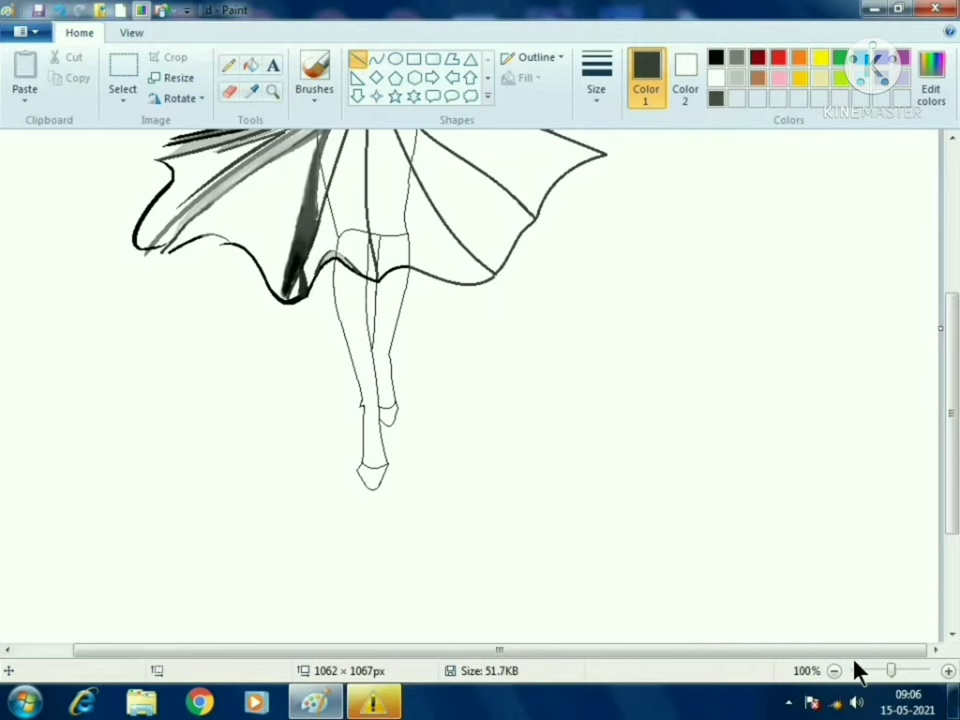 d - Paint
Home View
Cut
Copy
Paste
Clipboard
Select
Crop
Resize
Rotate
Image
A
Tools
Brushes
Outline
Fill
Shapes
Size
Color 1
Color 2
Edit colors
Colors
K
KINEMASTER
1062 × 1067px
Size: 51.7KB
100%
09:06
15-05-2021